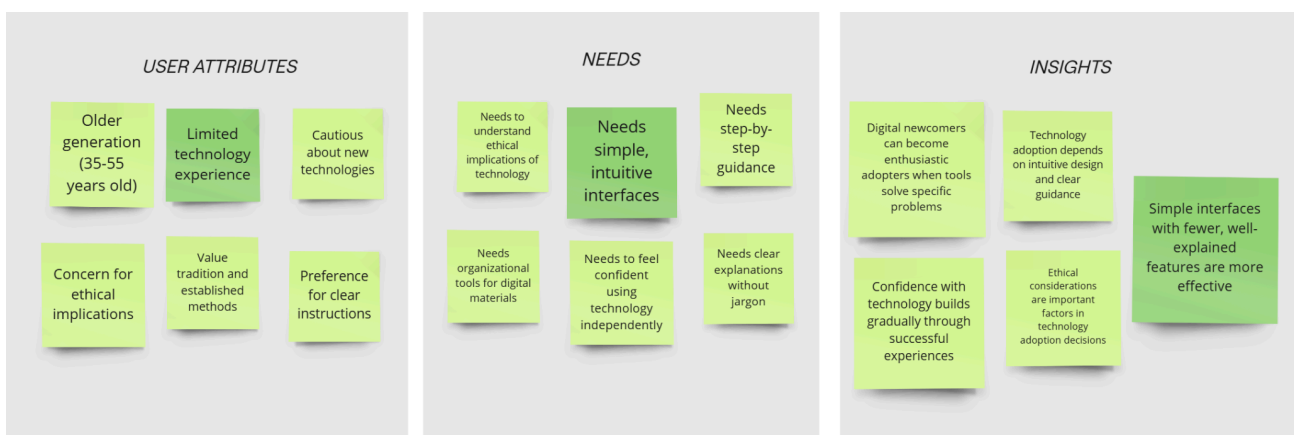 USER ATTRIBUTES
Older
generation
(35-55
years old)
Limited
technology
experience
Cautious
about new
technologies
Concern for
ethical
implications
Value
tradition and
established
methods
Preference
for clear
instructions
NEEDS
Needs to
understand
ethical
implications of
technology
Needs
simple,
intuitive
interfaces
Needs
step-by-
step
guidance
Needs
organizational
tools for digital
materials
Needs to feel
confident
using
technology
independently
Needs clear
explanations
without
jargon
INSIGHTS
Digital newcomers
can become
enthusiastic
adopters when tools
solve specific
problems
Technology
adoption depends
on intuitive design
and clear
guidance
Simple interfaces
with fewer, well-
explained
features are more
effective
Confidence with
technology builds
gradually through
successful
experiences
Ethical
considerations
are important
factors in
technology
adoption decisions